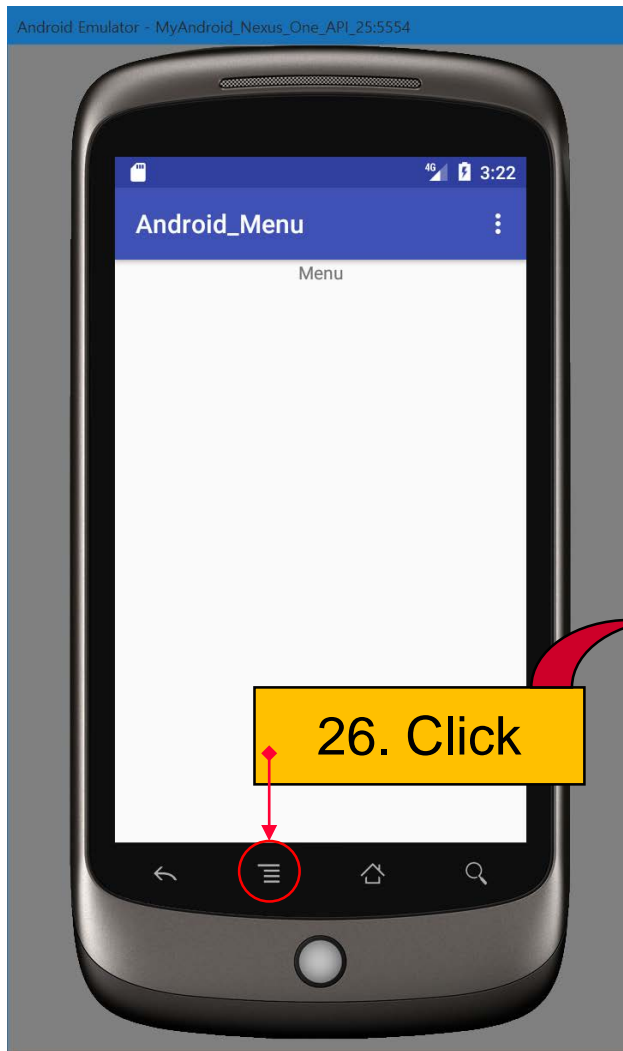 Android Emulator - MyAndroid_Nexus_One_API_25:5554
4G 3:22
Android_Menu
Menu
26. Click